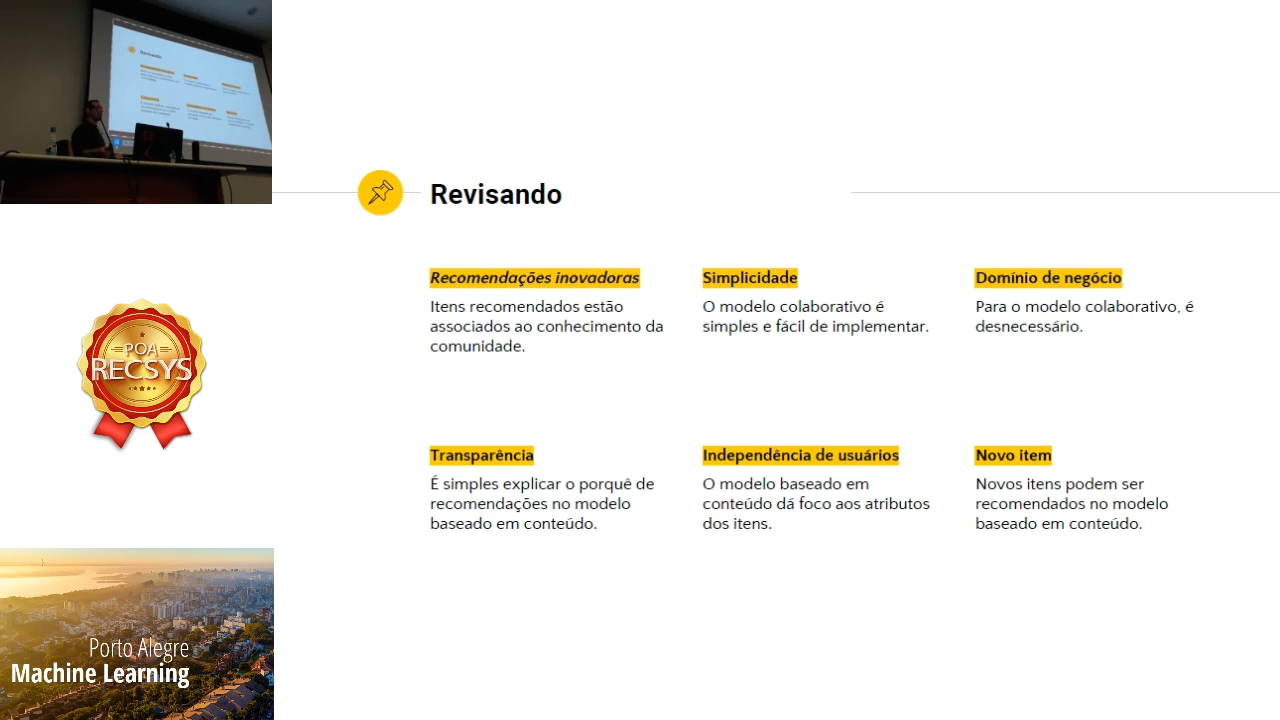 Revisando
Recomendações inovadoras
Itens recomendados estão
associados ao conhecimento da
comunidade.
Simplicidade
O modelo colaborativo é
simples e fácil de implementar.
Domínio de negócio
Para o modelo colaborativo, é
desnecessário.
Transparência
É simples explicar o porquê de
recomendações no modelo
baseado em conteúdo.
Independência de usuários
O modelo baseado em
conteúdo dá foco aos atributos
dos itens.
Novo item
Novos itens podem ser
recomendados no modelo
baseado em conteúdo.
POA
RECSYS
Porto Alegre
Machine Learning